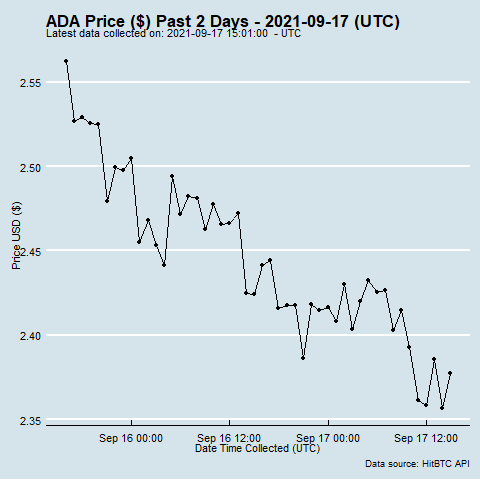 ADA Price ($) Past 2 Days - 2021-09-17 (UTC)
Latest data collected on: 2021-09-17 15:01:00 - UTC
Price USD ($)
2.55
2.50
2.45
2.40
2.35
Sep 16 00:00 Sep 16 12:00 Sep 17 00:00 Sep 17 12:00
Date Time Collected (UTC)
Data source: HitBTC API